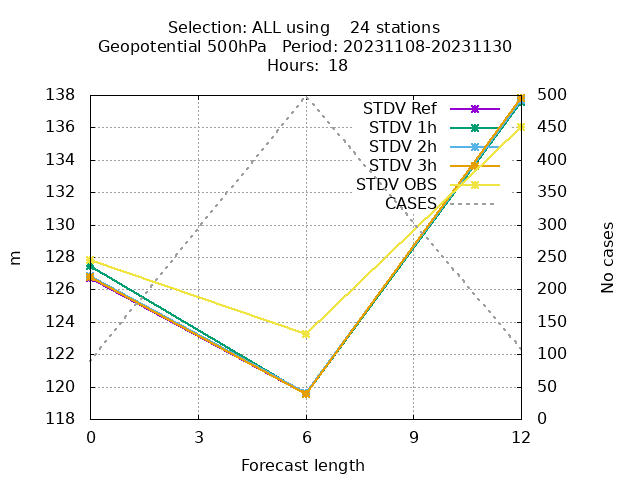 Selection: ALL using    24 stations
Geopotential 500hPa   Period: 20231108-20231130
Hours:  18
STDV Ref
STDV 1h
STDV 2h
STDV 3h
STDV OBS
CASES
138
136
134
132
130
128
126
124
122
120
118
m
500
450
400
350
300
250
200
150
100
50
0
No cases
0 3 6 9 12
Forecast length